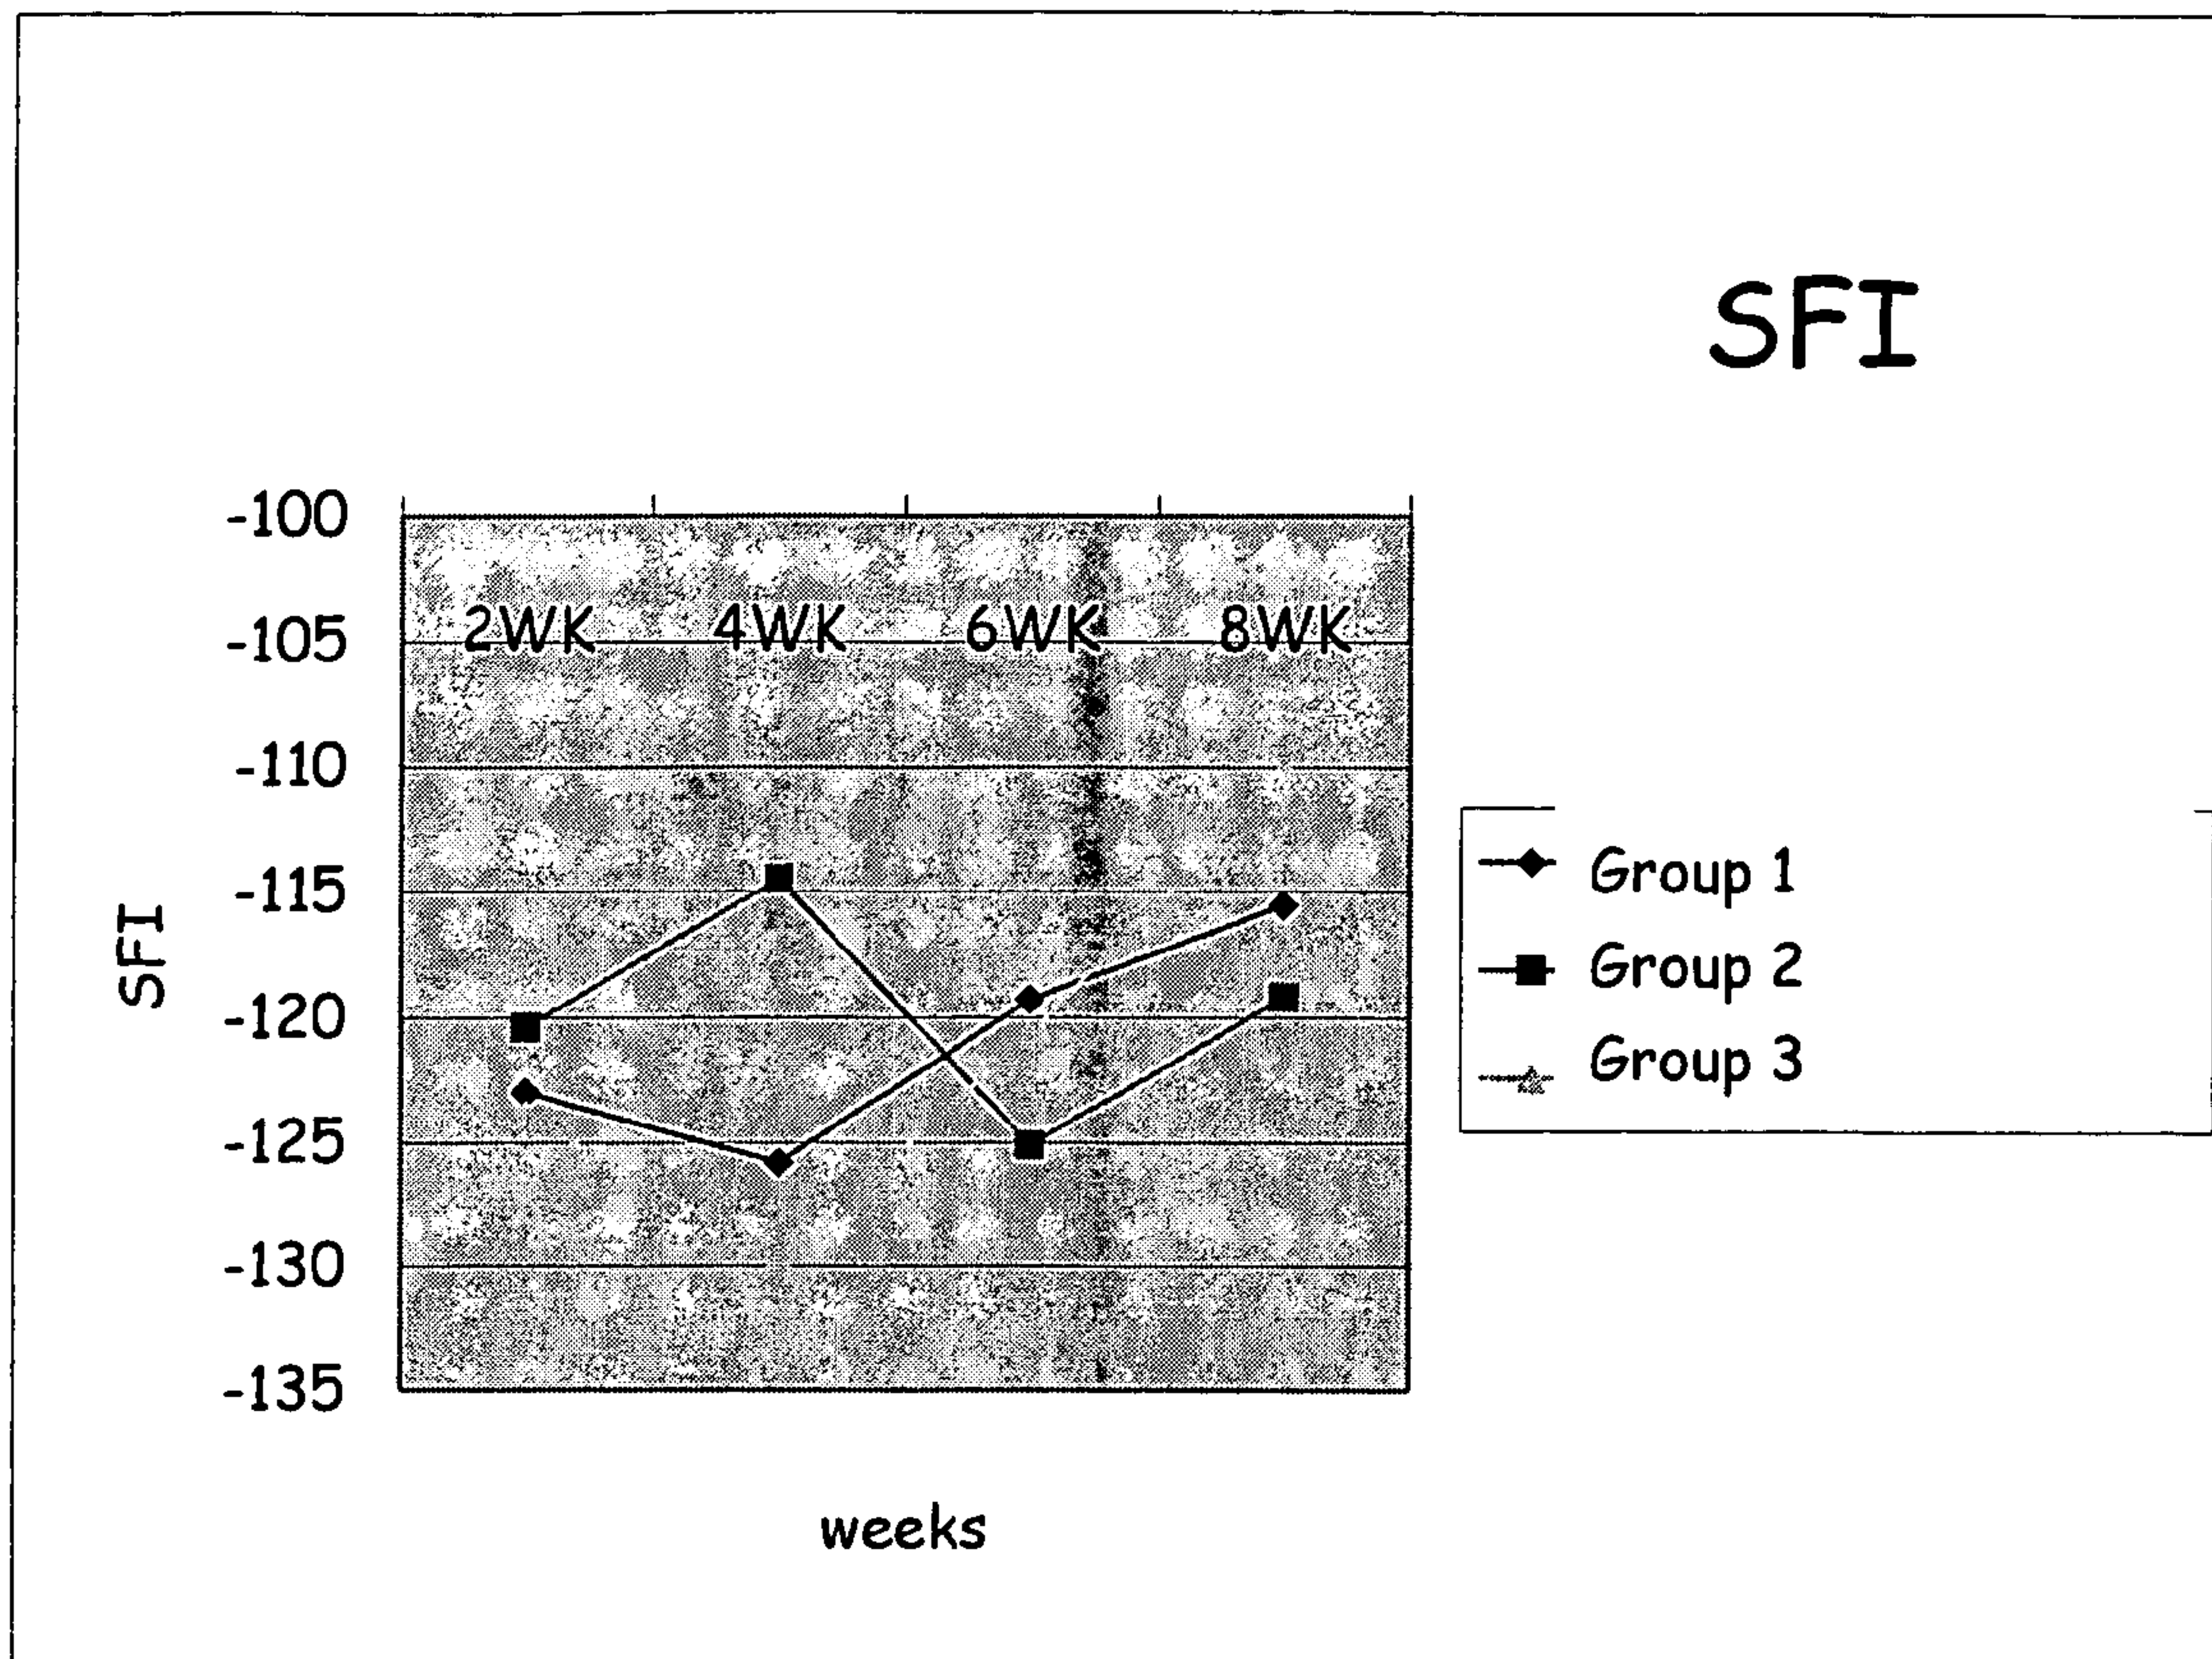 SFI
-100
-105
-110
-115
-120
-125
-130
-135
2WK 4WK 6WK 8WK
SFI
weeks
Group 1
Group 2
Group 3